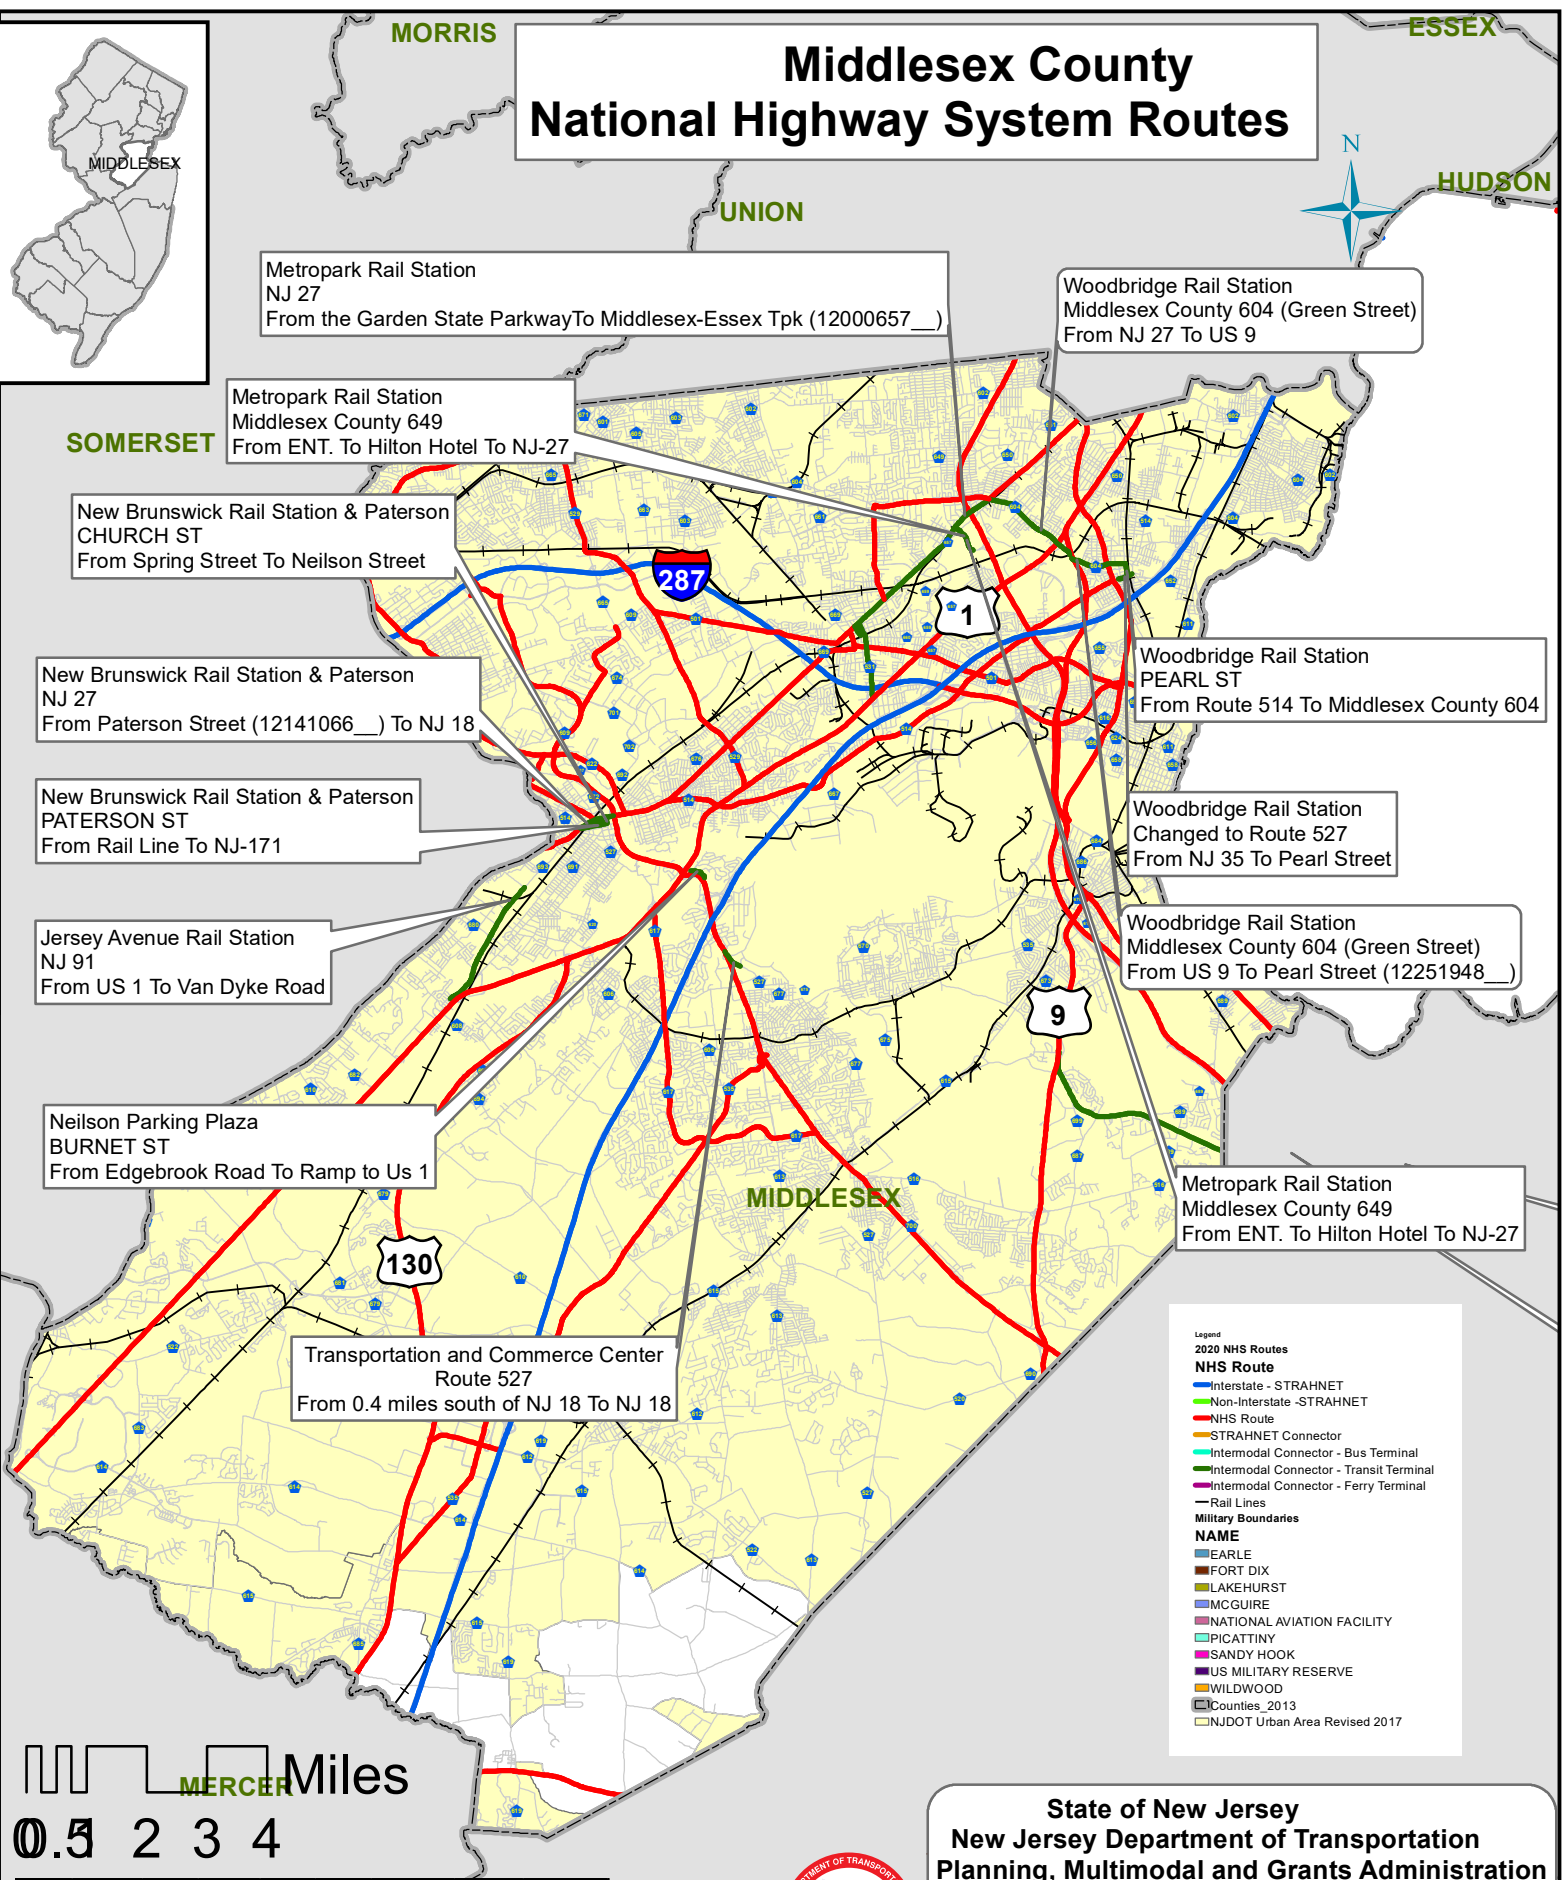 MORRIS
ESSEX
Middlesex County
National Highway System Routes
MIDDLESEX
N
HUDSON
UNION
Metropark Rail Station
NJ 27
From the Garden State ParkwayTo Middlesex-Essex Tpk (12000657__)
Woodbridge Rail Station
Middlesex County 604 (Green Street)
From NJ 27 To US 9
Metropark Rail Station
Middlesex County 649
From ENT. To Hilton Hotel To NJ-27
SOMERSET
New Brunswick Rail Station & Paterson
CHURCH ST
From Spring Street To Neilson Street
287
1
New Brunswick Rail Station & Paterson
NJ 27
From Paterson Street (12141066__) To NJ 18
Woodbridge Rail Station
PEARL ST
From Route 514 To Middlesex County 604
New Brunswick Rail Station & Paterson
PATERSON ST
From Rail Line To NJ-171
Woodbridge Rail Station
Changed to Route 527
From NJ 35 To Pearl Street
Jersey Avenue Rail Station
NJ 91
From US 1 To Van Dyke Road
Woodbridge Rail Station
Middlesex County 604 (Green Street)
From US 9 To Pearl Street (12251948__)
9
Neilson Parking Plaza
BURNET ST
From Edgebrook Road To Ramp to Us 1
MIDDLESEX
Metropark Rail Station
Middlesex County 649
From ENT. To Hilton Hotel To NJ-27
130
Transportation and Commerce Center
Route 527
From 0.4 miles south of NJ 18 To NJ 18
Legend
2020 NHS Routes
NHS Route
Interstate - STRAHNET
Non-Interstate -STRAHNET
NHS Route
STRAHNET Connector
Intermodal Connector - Bus Terminal
Intermodal Connector - Transit Terminal
Intermodal Connector - Ferry Terminal
Rail Lines
Military Boundaries
NAME
EARLE
FORT DIX
LAKEHURST
MCGUIRE
NATIONAL AVIATION FACILITY
PICATTINY
SANDY HOOK
US MILITARY RESERVE
WILDWOOD
Counties_2013
NJDOT Urban Area Revised 2017
MERCER
Miles
0 0.5 1 2 3 4
State of New Jersey
New Jersey Department of Transportation
Planning, Multimodal and Grants Administration